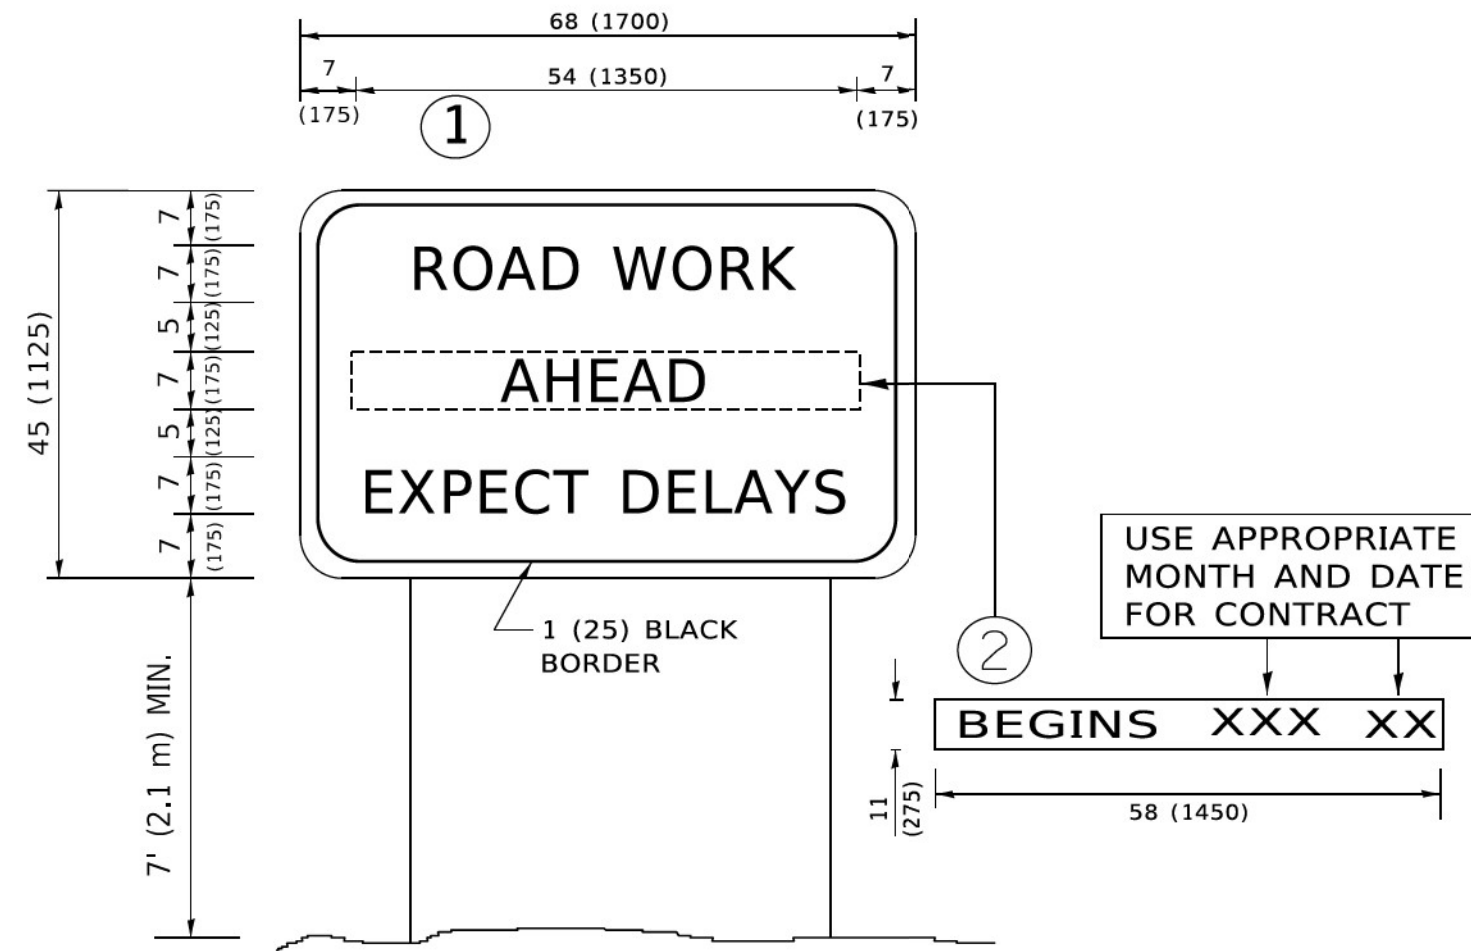 68 (1700)
7 54 (1350) 7
(175) (175)
1
7 (175)
7 (175)
5 (125)
7 (175)
5 (125)
7 (175)
7 (175)
45 (1125)
ROAD WORK
AHEAD
EXPECT DELAYS
1 (25) BLACK
BORDER
7' (2.1 m) MIN.
2
USE APPROPRIATE
MONTH AND DATE
FOR CONTRACT
BEGINS XXX XX
11
(275)
58 (1450)